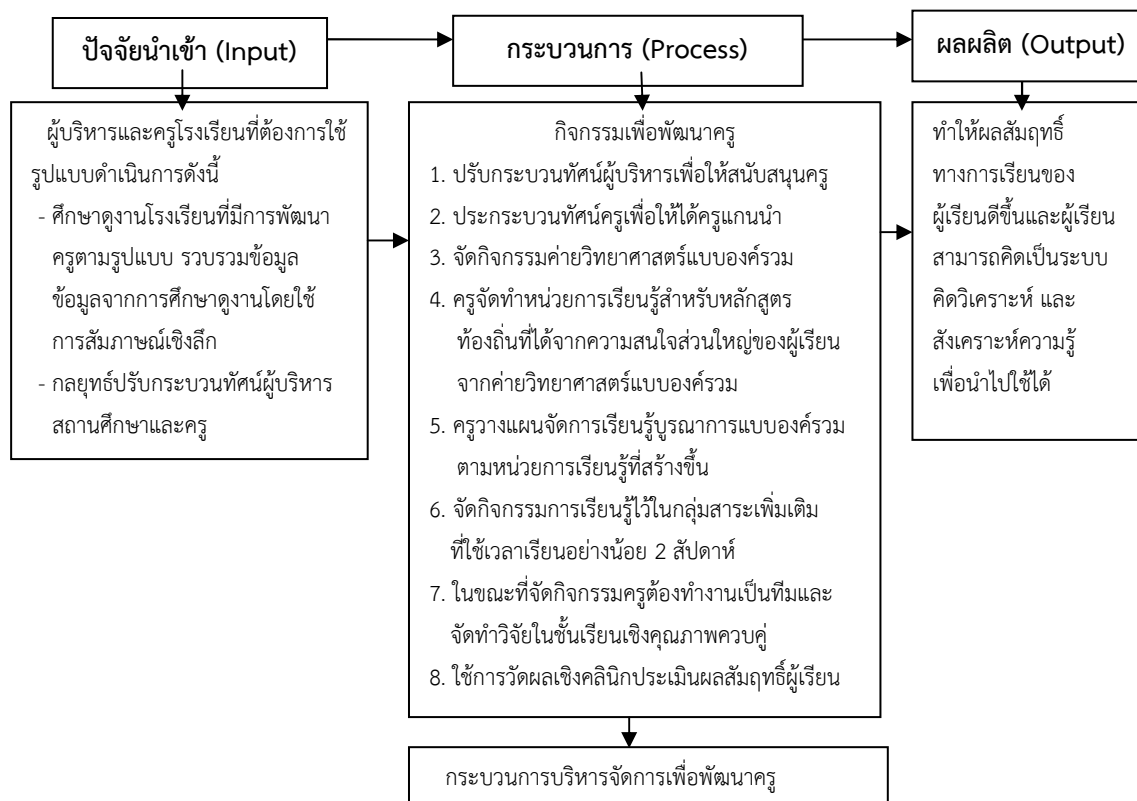 ปัจจัยนำเข้า (Input)
กระบวนการ (Process)
ผลผลิต (Output)
ผู้บริหารและครูโรงเรียนที่ต้องการใช้
รูปแบบดำเนินการดังนี้
- ศึกษาดูงานโรงเรียนที่มีการพัฒนา
ครูตามรูปแบบ รวบรวมข้อมูล
ข้อมูลจากการศึกษาดูงานโดยใช้
การสัมภาษณ์เชิงลึก
- กลยุทธ์ปรับกระบวนทัศน์ผู้บริหาร
สถานศึกษาและครู
กิจกรรมเพื่อพัฒนาครู
1. ปรับกระบวนทัศน์ผู้บริหารเพื่อให้สนับสนุนครู
2. ประกระบวนทัศน์ครูเพื่อให้ได้ครูแกนนำ
3. จัดกิจกรรมค่ายวิทยาศาสตร์แบบองค์รวม
4. ครูจัดทำหน่วยการเรียนรู้สำหรับหลักสูตร
ท้องถิ่นที่ได้จากความสนใจส่วนใหญ่ของผู้เรียน
จากค่ายวิทยาศาสตร์แบบองค์รวม
5. ครูวางแผนจัดการเรียนรู้บูรณาการแบบองค์รวม
ตามหน่วยการเรียนรู้ที่สร้างขึ้น
6. จัดกิจกรรมการเรียนรู้ไว้ในกลุ่มสาระเพิ่มเติม
ที่ใช้เวลาเรียนอย่างน้อย 2 สัปดาห์
7. ในขณะที่จัดกิจกรรมครูต้องทำงานเป็นทีมและ
จัดทำวิจัยในชั้นเรียนเชิงคุณภาพควบคู่
8. ใช้การวัดผลเชิงคลินิกประเมินผลสัมฤทธิ์ผู้เรียน
ทำให้ผลสัมฤทธิ์
ทางการเรียนของ
ผู้เรียนดีขึ้นและผู้เรียน
สามารถคิดเป็นระบบ
คิดวิเคราะห์ และ
สังเคราะห์ความรู้
เพื่อนำไปใช้ได้
กระบวนการบริหารจัดการเพื่อพัฒนาครู